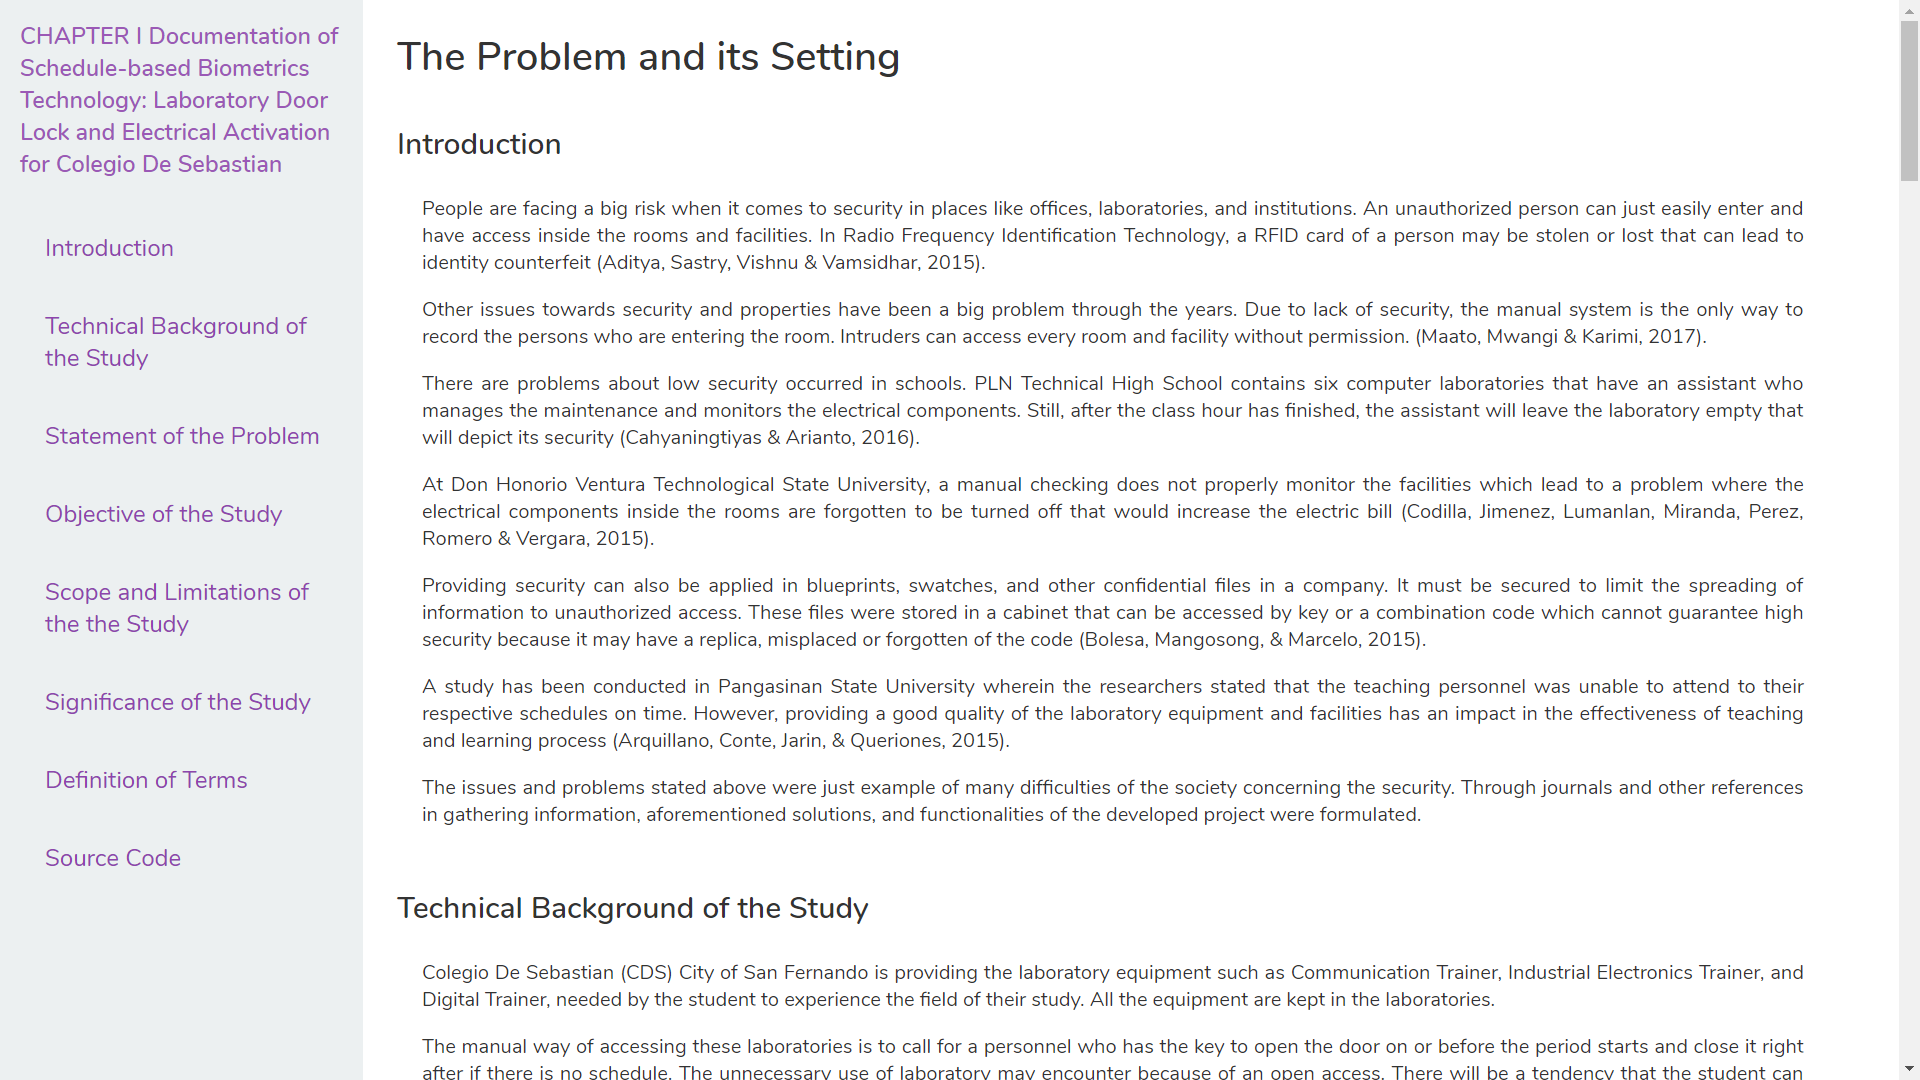 CHAPTER I Documentation of
Schedule-based Biometrics
Technology: Laboratory Door
Lock and Electrical Activation
for Colegio De Sebastian
Introduction
Technical Background of
the Study
Statement of the Problem
Objective of the Study
Scope and Limitations of
the the Study
Significance of the Study
Definition of Terms
Source Code
The Problem and its Setting
Introduction
People are facing a big risk when it comes to security in places like offices, laboratories, and institutions. An unauthorized person can just easily enter and
have access inside the rooms and facilities. In Radio Frequency Identification Technology, a RFID card of a person may be stolen or lost that can lead to
identity counterfeit (Aditya, Sastry, Vishnu & Vamsidhar, 2015).
Other issues towards security and properties have been a big problem through the years. Due to lack of security, the manual system is the only way to
record the persons who are entering the room. Intruders can access every room and facility without permission. (Maato, Mwangi & Karimi, 2017).
There are problems about low security occurred in schools. PLN Technical High School contains six computer laboratories that have an assistant who
manages the maintenance and monitors the electrical components. Still, after the class hour has finished, the assistant will leave the laboratory empty that
will depict its security (Cahyaningtiyas & Arianto, 2016).
At Don Honorio Ventura Technological State University, a manual checking does not properly monitor the facilities which lead to a problem where the
electrical components inside the rooms are forgotten to be turned off that would increase the electric bill (Codilla, Jimenez, Lumanlan, Miranda, Perez,
Romero & Vergara, 2015).
Providing security can also be applied in blueprints, swatches, and other confidential files in a company. It must be secured to limit the spreading of
information to unauthorized access. These files were stored in a cabinet that can be accessed by key or a combination code which cannot guarantee high
security because it may have a replica, misplaced or forgotten of the code (Bolesa, Mangosong, & Marcelo, 2015).
A study has been conducted in Pangasinan State University wherein the researchers stated that the teaching personnel was unable to attend to their
respective schedules on time. However, providing a good quality of the laboratory equipment and facilities has an impact in the effectiveness of teaching
and learning process (Arquillano, Conte, Jarin, & Queriones, 2015).
The issues and problems stated above were just example of many difficulties of the society concerning the security. Through journals and other references
in gathering information, aforementioned solutions, and functionalities of the developed project were formulated.
Technical Background of the Study
Colegio De Sebastian (CDS) City of San Fernando is providing the laboratory equipment such as Communication Trainer, Industrial Electronics Trainer, and
Digital Trainer, needed by the student to experience the field of their study. All the equipment are kept in the laboratories.
The manual way of accessing these laboratories is to call for a personnel who has the key to open the door on or before the period starts and close it right
after if there is no schedule. The unnecessary use of laboratory may encounter because of an open access. There will be a tendency that the student can